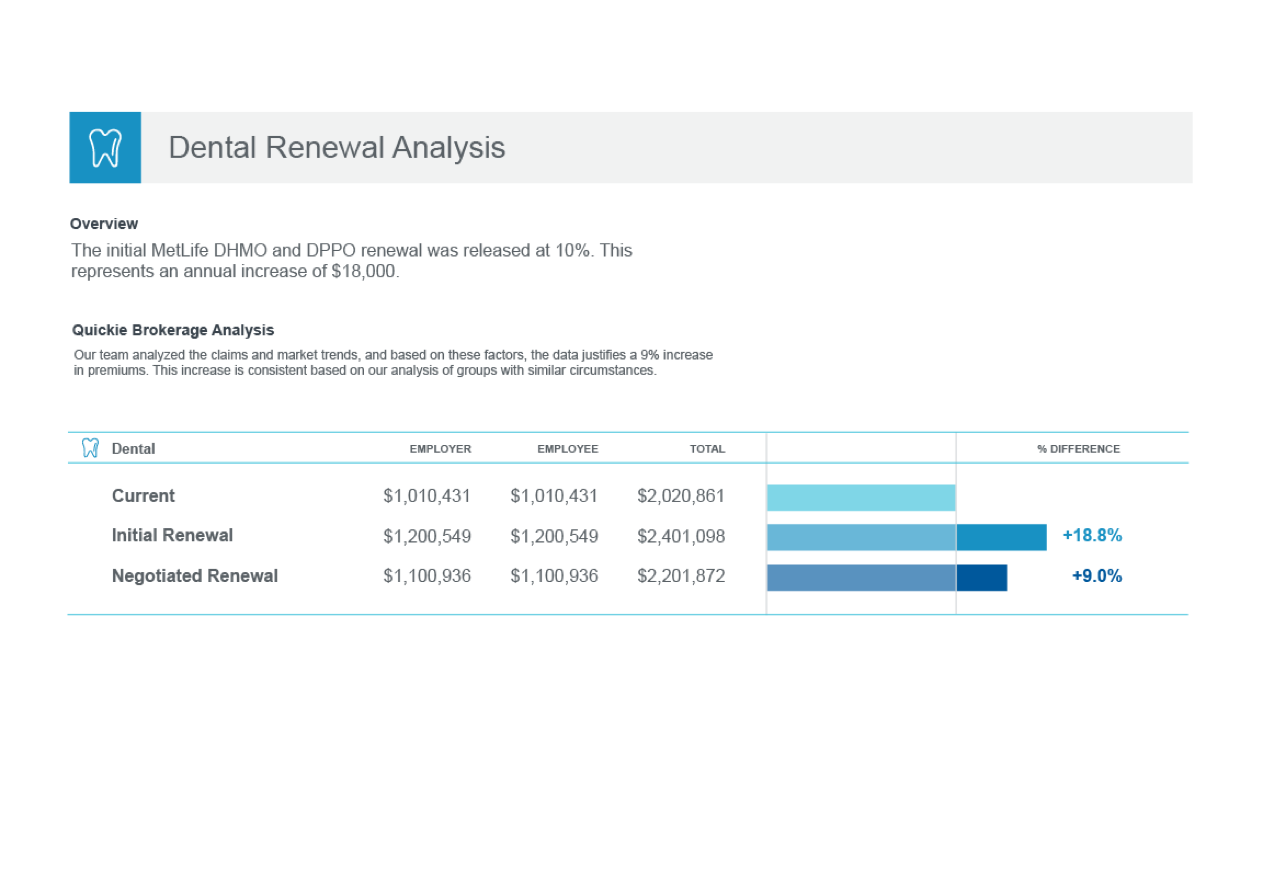 Dental Renewal Analysis
Overview
The initial MetLife DHMO and DPPO renewal was released at 10%. This
represents an annual increase of $18,000.
Quickie Brokerage Analysis
Our team analyzed the claims and market trends, and based on these factors, the data justifies a 9% increase
in premiums. This increase is consistent based on our analysis of groups with similar circumstances.
Dental EMPLOYER EMPLOYEE TOTAL % DIFFERENCE
Current $1,010,431 $1,010,431 $2,020,861
Initial Renewal $1,200,549 $1,200,549 $2,401,098 +18.8%
Negotiated Renewal $1,100,936 $1,100,936 $2,201,872 +9.0%